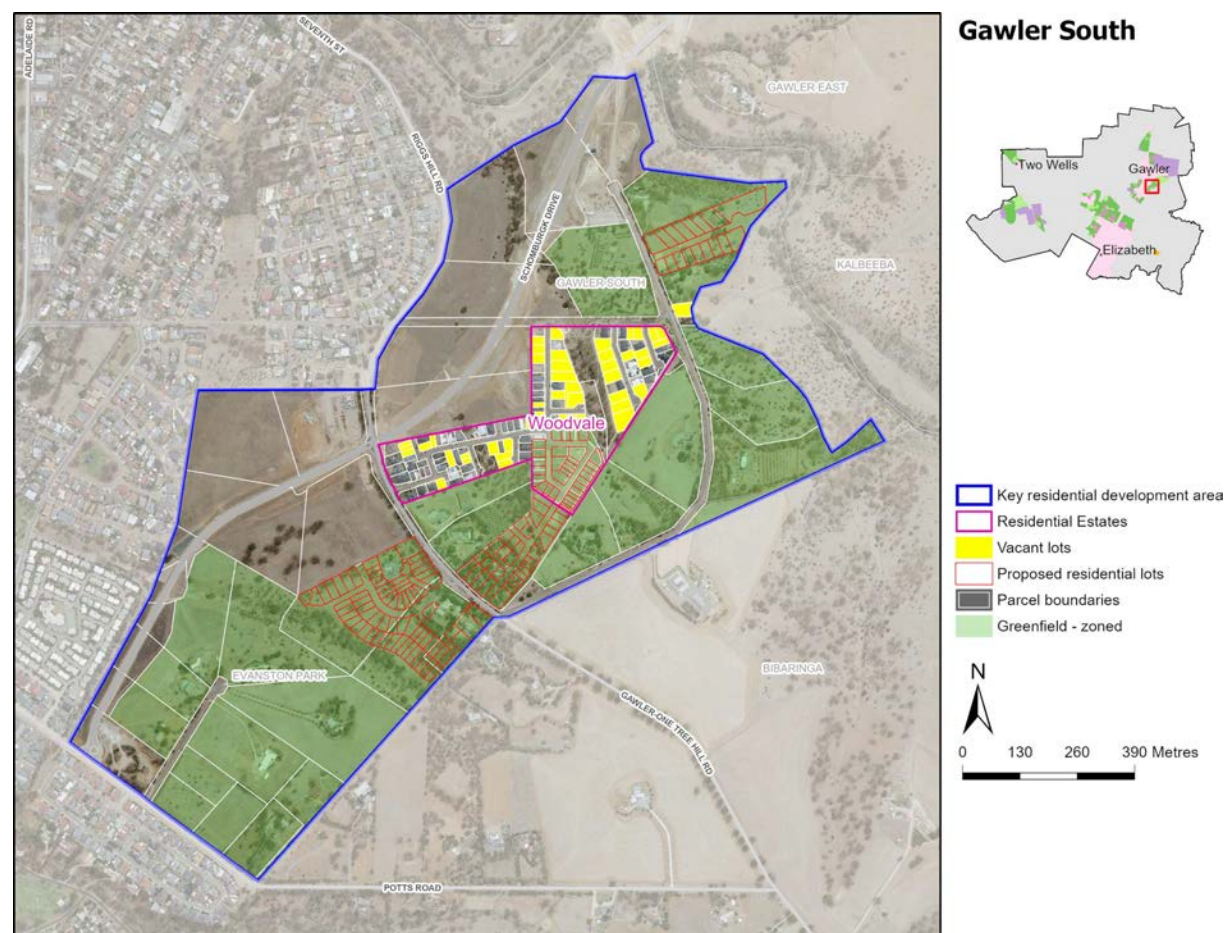 Gawler South
ADELAIDE RD
SEVENTH ST
RIGGS HILL RD
GAWLER EAST
SCHOMBURGK DRIVE
GAWLER SOUTH
KALBEEBA
Woodvale
EVANSTON PARK
BIBARINGA
GAWLER-ONE TREE HILL RD
POTTS ROAD
Two Wells
Gawler
Elizabeth
Key residential development area
Residential Estates
Vacant lots
Proposed residential lots
Parcel boundaries
Greenfield - zoned
N
0 130 260 390 Metres